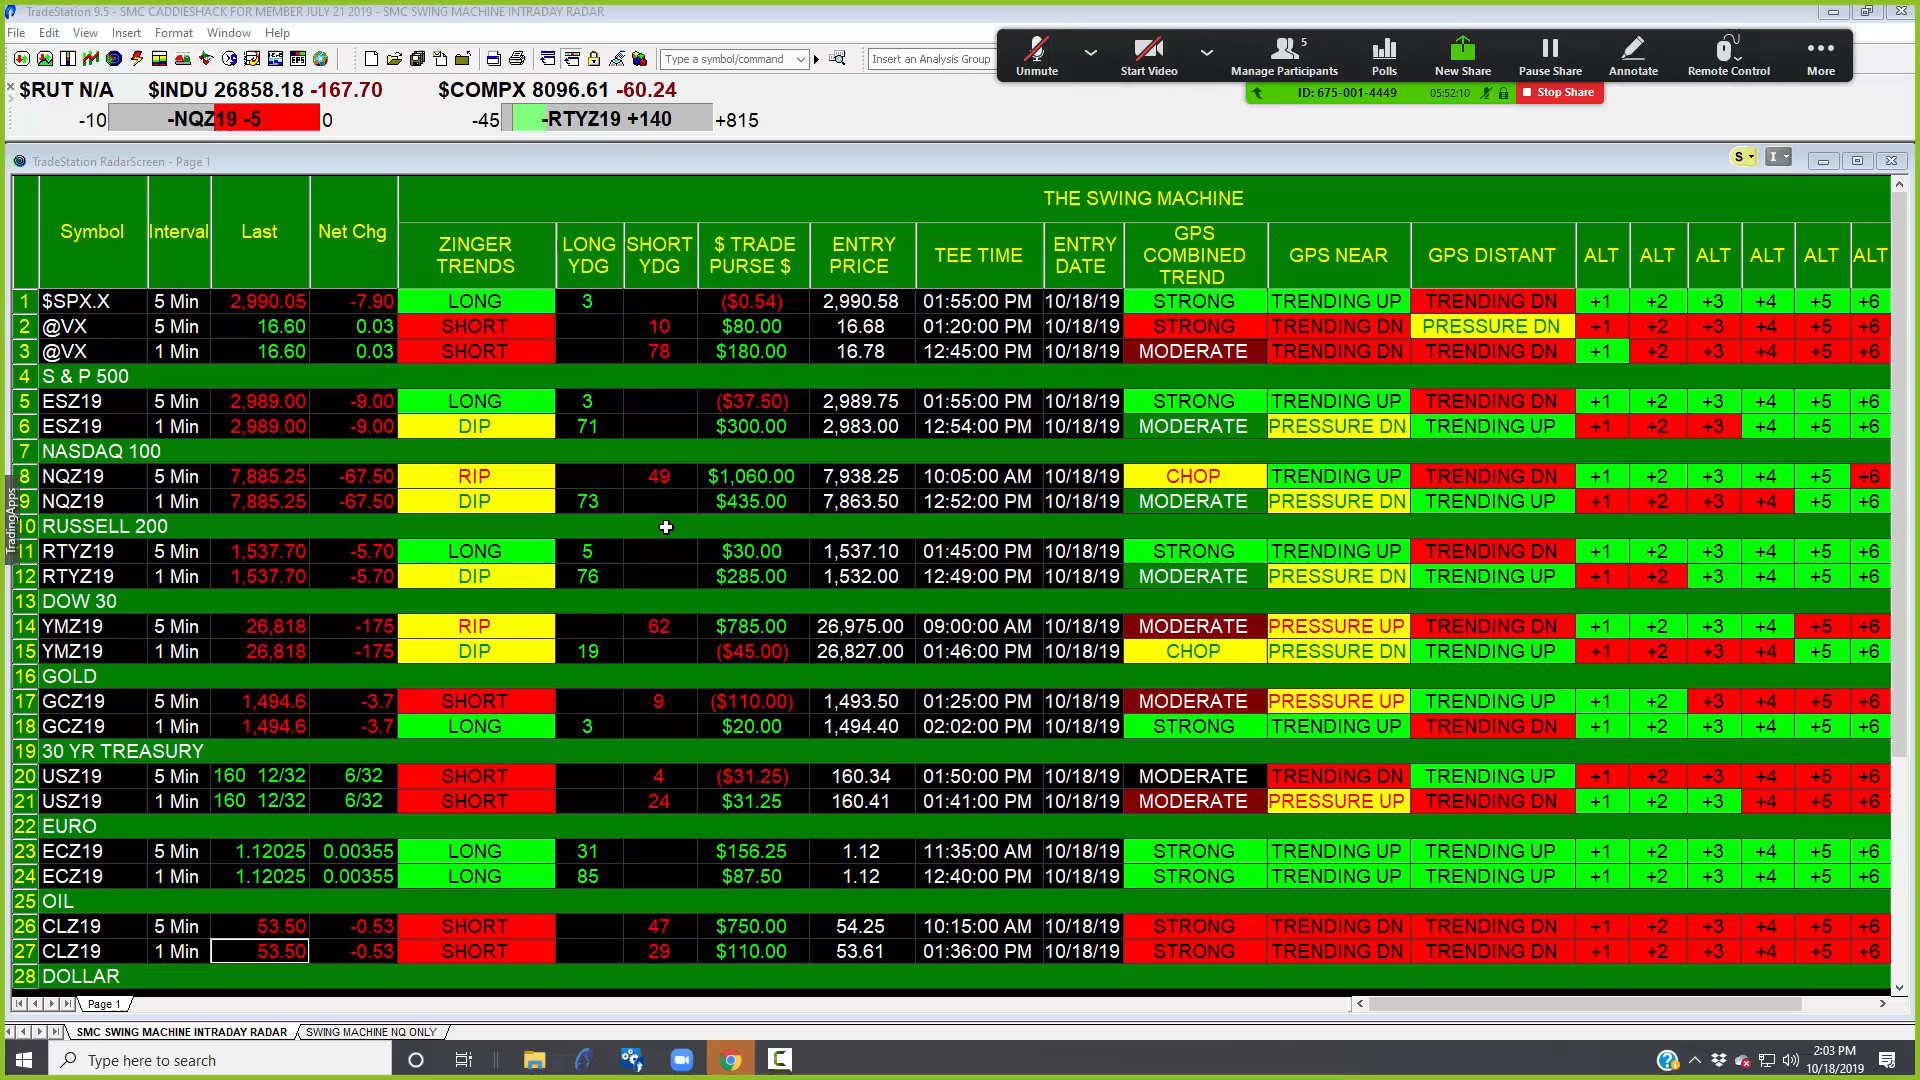 TradeStation 9.5 - SMC CADDIESHACK FOR MEMBER JULY 21 2019 - SMC SWING MACHINE INTRADAY RADAR
File Edit View Insert Format Window Help
Type a symbol/command Insert an Analysis Group
Unmute Start Video Manage Participants 5 Polls New Share Pause Share Annotate Remote Control More
ID: 675-001-4449 05:52:10 Stop Share
$RUT N/A $INDU 26858.18 -167.70 $COMPX 8096.61 -60.24
-10 -NQZ19 -5 0 -45 -RTYZ19 +140 +815
TradeStation RadarScreen - Page 1
S I
THE SWING MACHINE
Symbol Interval Last Net Chg ZINGER TRENDS LONG YDG SHORT YDG $ TRADE PURSE $ ENTRY PRICE TEE TIME ENTRY DATE GPS COMBINED TREND GPS NEAR GPS DISTANT ALT ALT ALT ALT ALT ALT
1 $SPX.X 5 Min 2,990.05 -7.90 LONG 3 ($0.54) 2,990.58 01:55:00 PM 10/18/19 STRONG TRENDING UP TRENDING DN +1 +2 +3 +4 +5 +6
2 @VX 5 Min 16.60 0.03 SHORT 10 $80.00 16.68 01:20:00 PM 10/18/19 STRONG TRENDING DN PRESSURE DN +1 +2 +3 +4 +5 +6
3 @VX 1 Min 16.60 0.03 SHORT 78 $180.00 16.78 12:45:00 PM 10/18/19 MODERATE TRENDING DN TRENDING DN +1 +2 +3 +4 +5 +6
4 S & P 500
5 ESZ19 5 Min 2,989.00 -9.00 LONG 3 ($37.50) 2,989.75 01:55:00 PM 10/18/19 STRONG TRENDING UP TRENDING DN +1 +2 +3 +4 +5 +6
6 ESZ19 1 Min 2,989.00 -9.00 DIP 71 $300.00 2,983.00 12:54:00 PM 10/18/19 MODERATE PRESSURE DN TRENDING UP +1 +2 +3 +4 +5 +6
7 NASDAQ 100
8 NQZ19 5 Min 7,885.25 -67.50 RIP 49 $1,060.00 7,938.25 10:05:00 AM 10/18/19 CHOP TRENDING UP TRENDING DN +1 +2 +3 +4 +5 +6
9 NQZ19 1 Min 7,885.25 -67.50 DIP 73 $435.00 7,863.50 12:52:00 PM 10/18/19 MODERATE PRESSURE DN TRENDING UP +1 +2 +3 +4 +5 +6
10 RUSSELL 200
11 RTYZ19 5 Min 1,537.70 -5.70 LONG 5 $30.00 1,537.10 01:45:00 PM 10/18/19 STRONG TRENDING UP TRENDING DN +1 +2 +3 +4 +5 +6
12 RTYZ19 1 Min 1,537.70 -5.70 DIP 76 $285.00 1,532.00 12:49:00 PM 10/18/19 MODERATE PRESSURE DN TRENDING UP +1 +2 +3 +4 +5 +6
13 DOW 30
14 YMZ19 5 Min 26,818 -175 RIP 62 $785.00 26,975.00 09:00:00 AM 10/18/19 MODERATE PRESSURE UP TRENDING DN +1 +2 +3 +4 +5 +6
15 YMZ19 1 Min 26,818 -175 DIP 19 ($45.00) 26,827.00 01:46:00 PM 10/18/19 CHOP PRESSURE DN TRENDING UP +1 +2 +3 +4 +5 +6
16 GOLD
17 GCZ19 5 Min 1,494.6 -3.7 SHORT 9 ($110.00) 1,493.50 01:25:00 PM 10/18/19 MODERATE PRESSURE UP TRENDING UP +1 +2 +3 +4 +5 +6
18 GCZ19 1 Min 1,494.6 -3.7 LONG 3 $20.00 1,494.40 02:02:00 PM 10/18/19 STRONG TRENDING UP TRENDING DN +1 +2 +3 +4 +5 +6
19 30 YR TREASURY
20 USZ19 5 Min 160 12/32 6/32 SHORT 4 ($31.25) 160.34 01:50:00 PM 10/18/19 MODERATE TRENDING DN TRENDING UP +1 +2 +3 +4 +5 +6
21 USZ19 1 Min 160 12/32 6/32 SHORT 24 $31.25 160.41 01:41:00 PM 10/18/19 MODERATE PRESSURE UP TRENDING DN +1 +2 +3 +4 +5 +6
22 EURO
23 ECZ19 5 Min 1.12025 0.00355 LONG 31 $156.25 1.12 11:35:00 AM 10/18/19 STRONG TRENDING UP TRENDING UP +1 +2 +3 +4 +5 +6
24 ECZ19 1 Min 1.12025 0.00355 LONG 85 $87.50 1.12 12:40:00 PM 10/18/19 STRONG TRENDING UP TRENDING UP +1 +2 +3 +4 +5 +6
25 OIL
26 CLZ19 5 Min 53.50 -0.53 SHORT 47 $750.00 54.25 10:15:00 AM 10/18/19 STRONG TRENDING DN TRENDING DN +1 +2 +3 +4 +5 +6
27 CLZ19 1 Min 53.50 -0.53 SHORT 29 $110.00 53.61 01:36:00 PM 10/18/19 STRONG TRENDING DN TRENDING DN +1 +2 +3 +4 +5 +6
28 DOLLAR
TradingApps
Page 1
SMC SWING MACHINE INTRADAY RADAR SWING MACHINE NQ ONLY
Type here to search
2:03 PM
10/18/2019